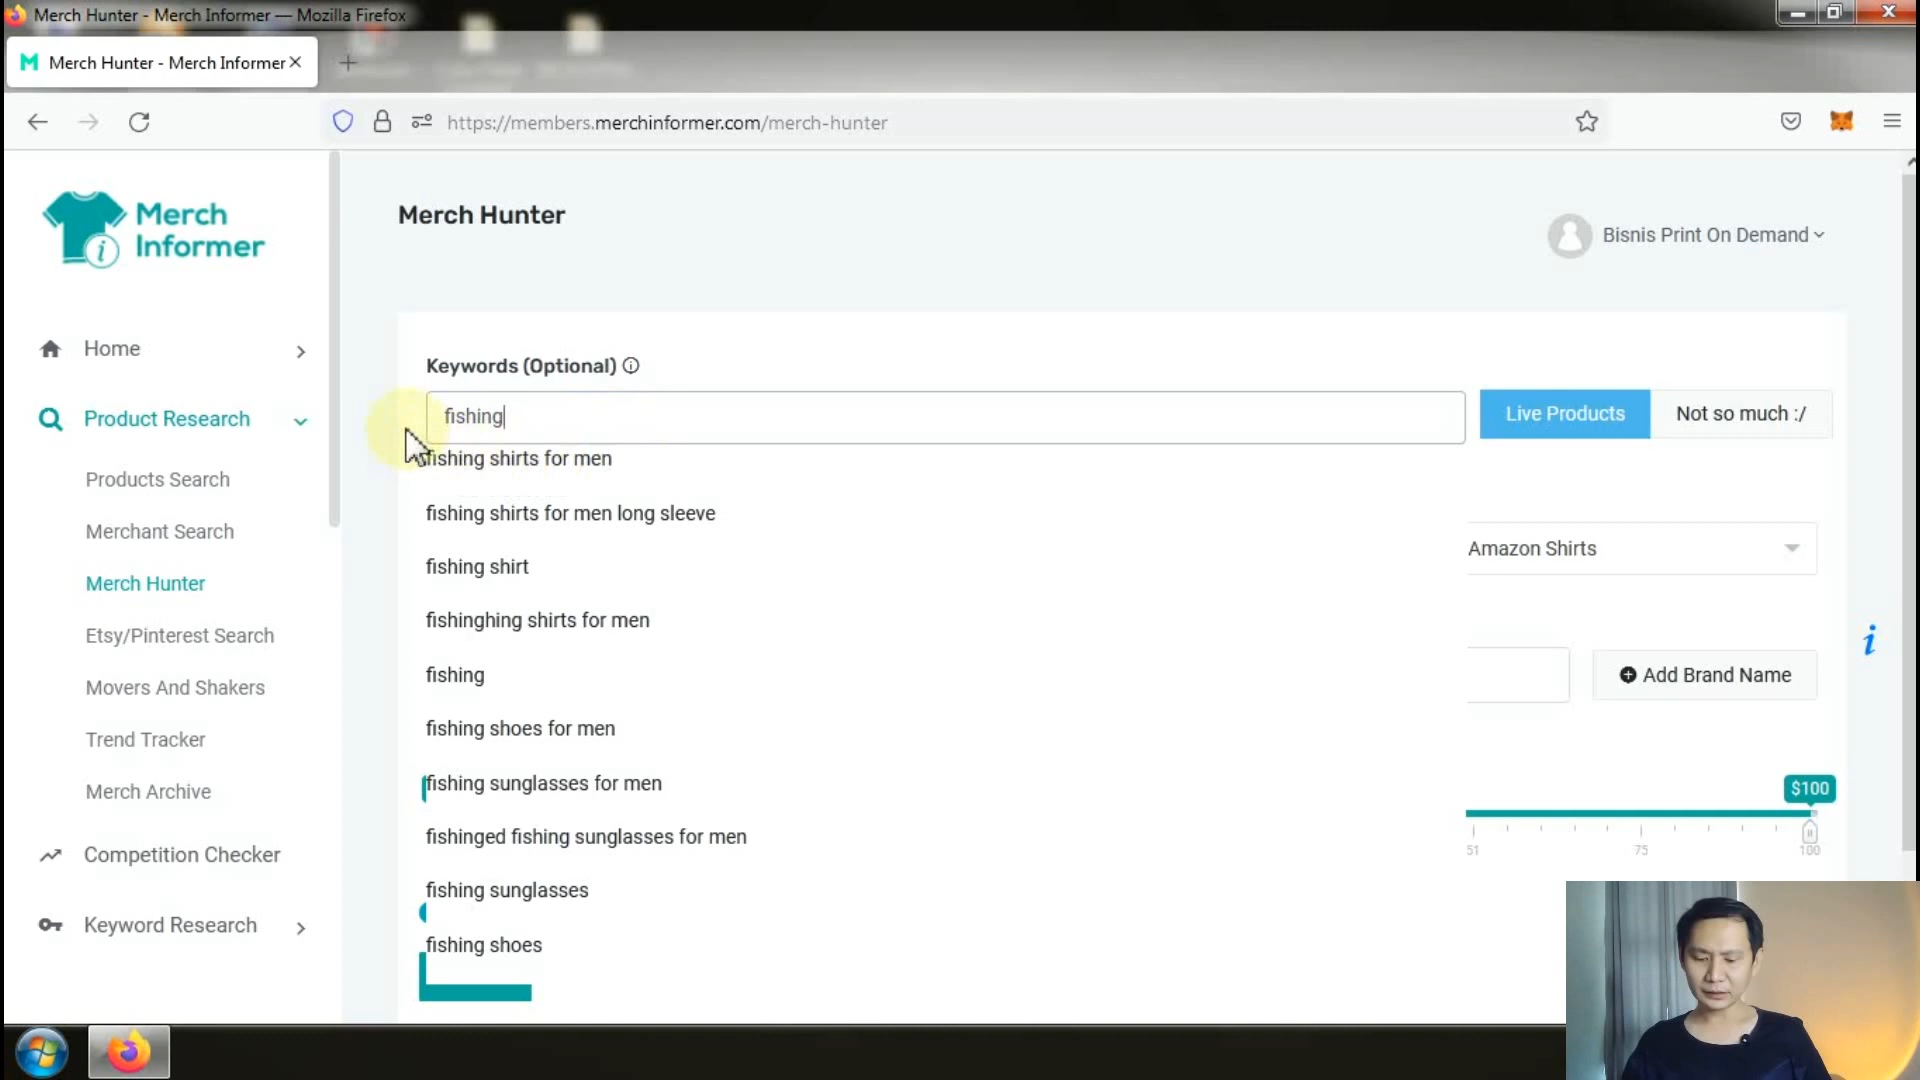 Merch Hunter - Merch Informer — Mozilla Firefox
Merch Hunter - Merch Informer
https://members.merchinformer.com/merch-hunter
Merch
Informer
Merch Hunter
Bisnis Print On Demand
Home
Product Research
Products Search
Merchant Search
Merch Hunter
Etsy/Pinterest Search
Movers And Shakers
Trend Tracker
Merch Archive
Competition Checker
Keyword Research
Keywords (Optional)
fishing
Live Products
Not so much :/
fishing shirts for men
fishing shirts for men long sleeve
fishing shirt
fishinghing shirts for men
fishing
fishing shoes for men
fishing sunglasses for men
fishinged fishing sunglasses for men
fishing sunglasses
fishing shoes
Amazon Shirts
Add Brand Name
$100
51 75 100